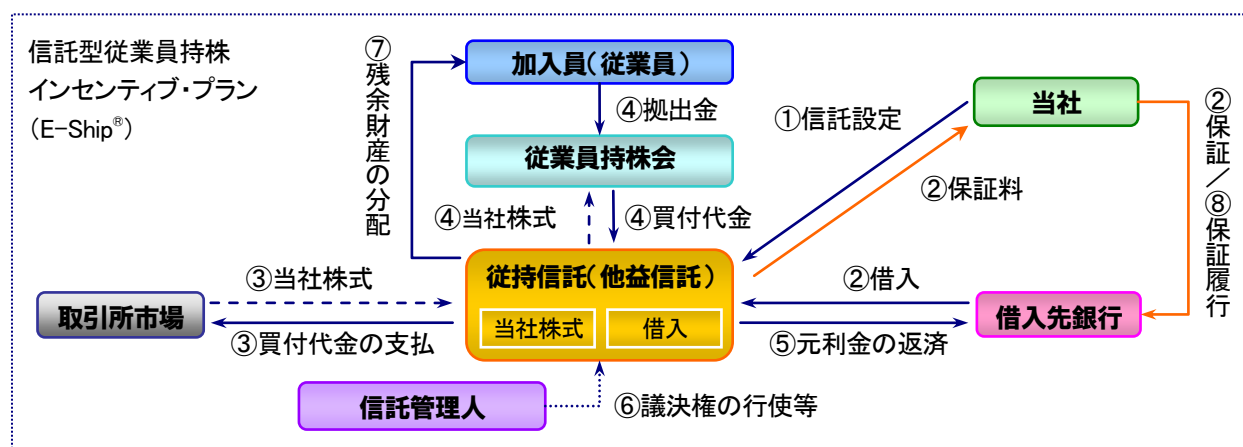 信託型従業員持株
インセンティブ・プラン
（E-Ship®）
⑦残余財産の分配
加入員（従業員）
④拠出金
従業員持株会
④当社株式
④買付代金
①信託設定
②保証料
当社
②保証／⑧保証履行
従持信託（他益信託）
当社株式
借入
③当社株式
取引所市場
③買付代金の支払
②借入
借入先銀行
⑤元利金の返済
信託管理人
⑥議決権の行使等